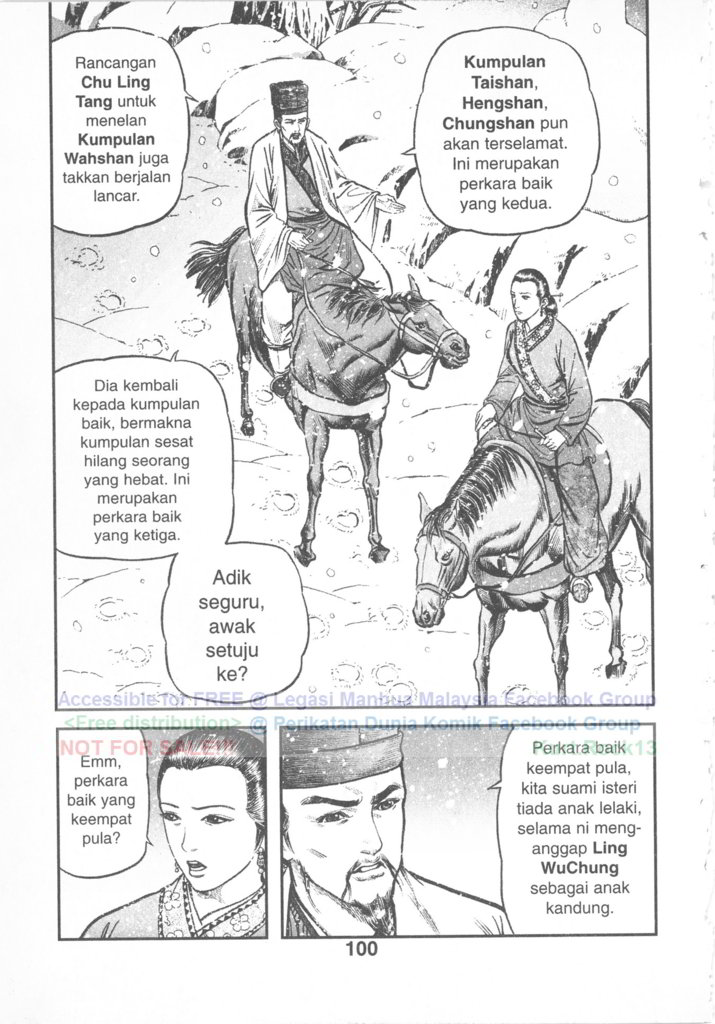 Rancangan
Chu Ling
Tang untuk
menelan
Kumpulan
Wahshan juga
takkan berjalan
lancar.
Kumpulan
Taishan,
Hengshan,
Chungshan pun
akan terselamat.
Ini merupakan
perkara baik
yang kedua.
Dia kembali
kepada kumpulan
baik, bermakna
kumpulan sesat
hilang seorang
yang hebat. Ini
merupakan
perkara baik
yang ketiga.
Adik
seguru,
awak
setuju
ke?
Accessible for FREE @ Legasi Manhua Malaysia Facebook Group
<Free distribution> @ Perikatan Dunia Komik Facebook Group
NOT FOR SALE!!!
Emm,
perkara
baik yang
keempat
pula?
Perkara baik
keempat pula,
kita suami isteri
tiada anak lelaki,
selama ni meng-
anggap Ling
WuChung
sebagai anak
kandung.
100